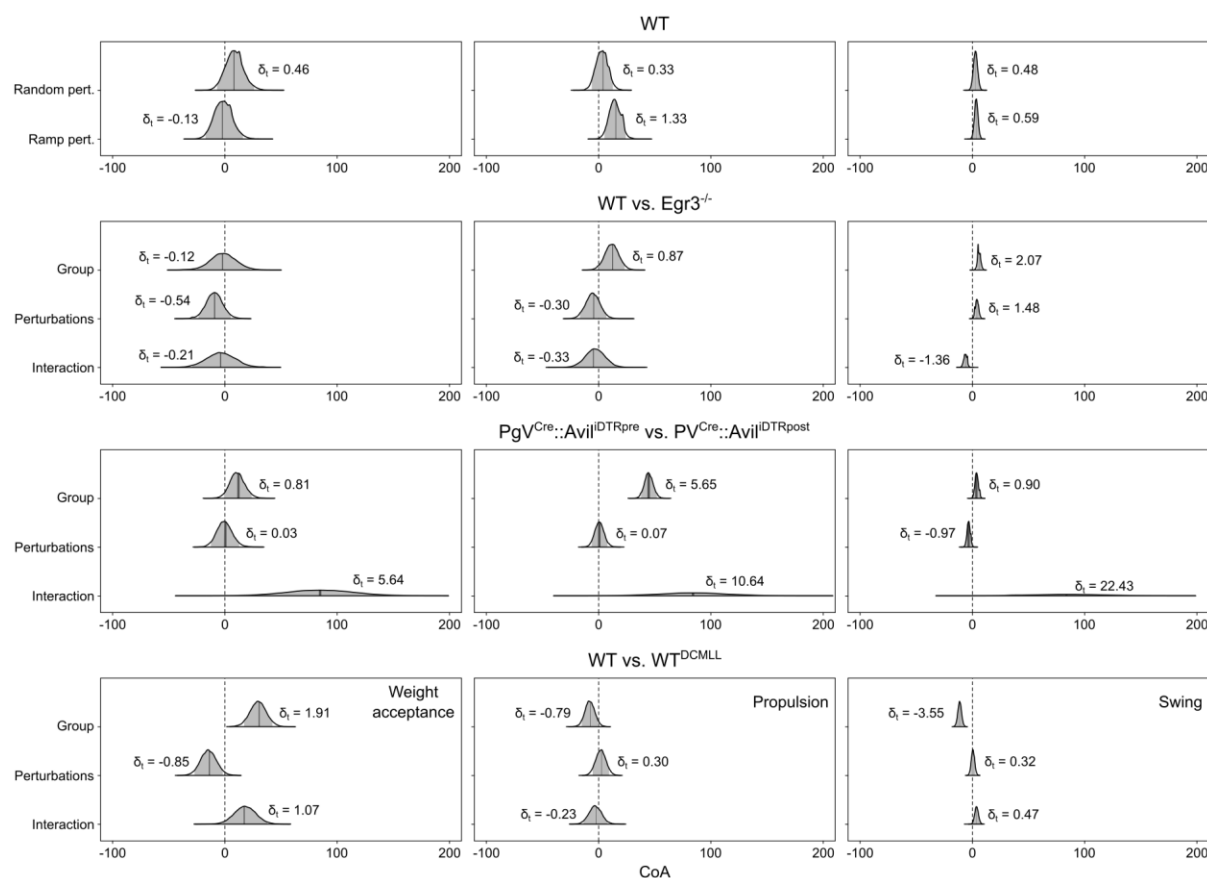 WT
Random pert.
δt = 0.46
δt = 0.33
δt = 0.48
Ramp pert.
δt = -0.13
δt = 1.33
δt = 0.59
-100 0 100 200
-100 0 100 200
-100 0 100 200
WT vs. Egr3-/-
Group
δt = -0.12
δt = 0.87
δt = 2.07
Perturbations
δt = -0.54
δt = -0.30
δt = 1.48
Interaction
δt = -0.21
δt = -0.33
δt = -1.36
-100 0 100 200
-100 0 100 200
-100 0 100 200
PgVCre::AviliDTRpre vs. PVCre::AviliDTRpost
Group
δt = 0.81
δt = 5.65
δt = 0.90
Perturbations
δt = 0.03
δt = 0.07
δt = -0.97
Interaction
δt = 5.64
δt = 10.64
δt = 22.43
-100 0 100 200
-100 0 100 200
-100 0 100 200
WT vs. WTDCMLL
Weight
acceptance
Propulsion
Swing
Group
δt = 1.91
δt = -0.79
δt = -3.55
Perturbations
δt = -0.85
δt = 0.30
δt = 0.32
Interaction
δt = 1.07
δt = -0.23
δt = 0.47
-100 0 100 200
-100 0 100 200
-100 0 100 200
CoA